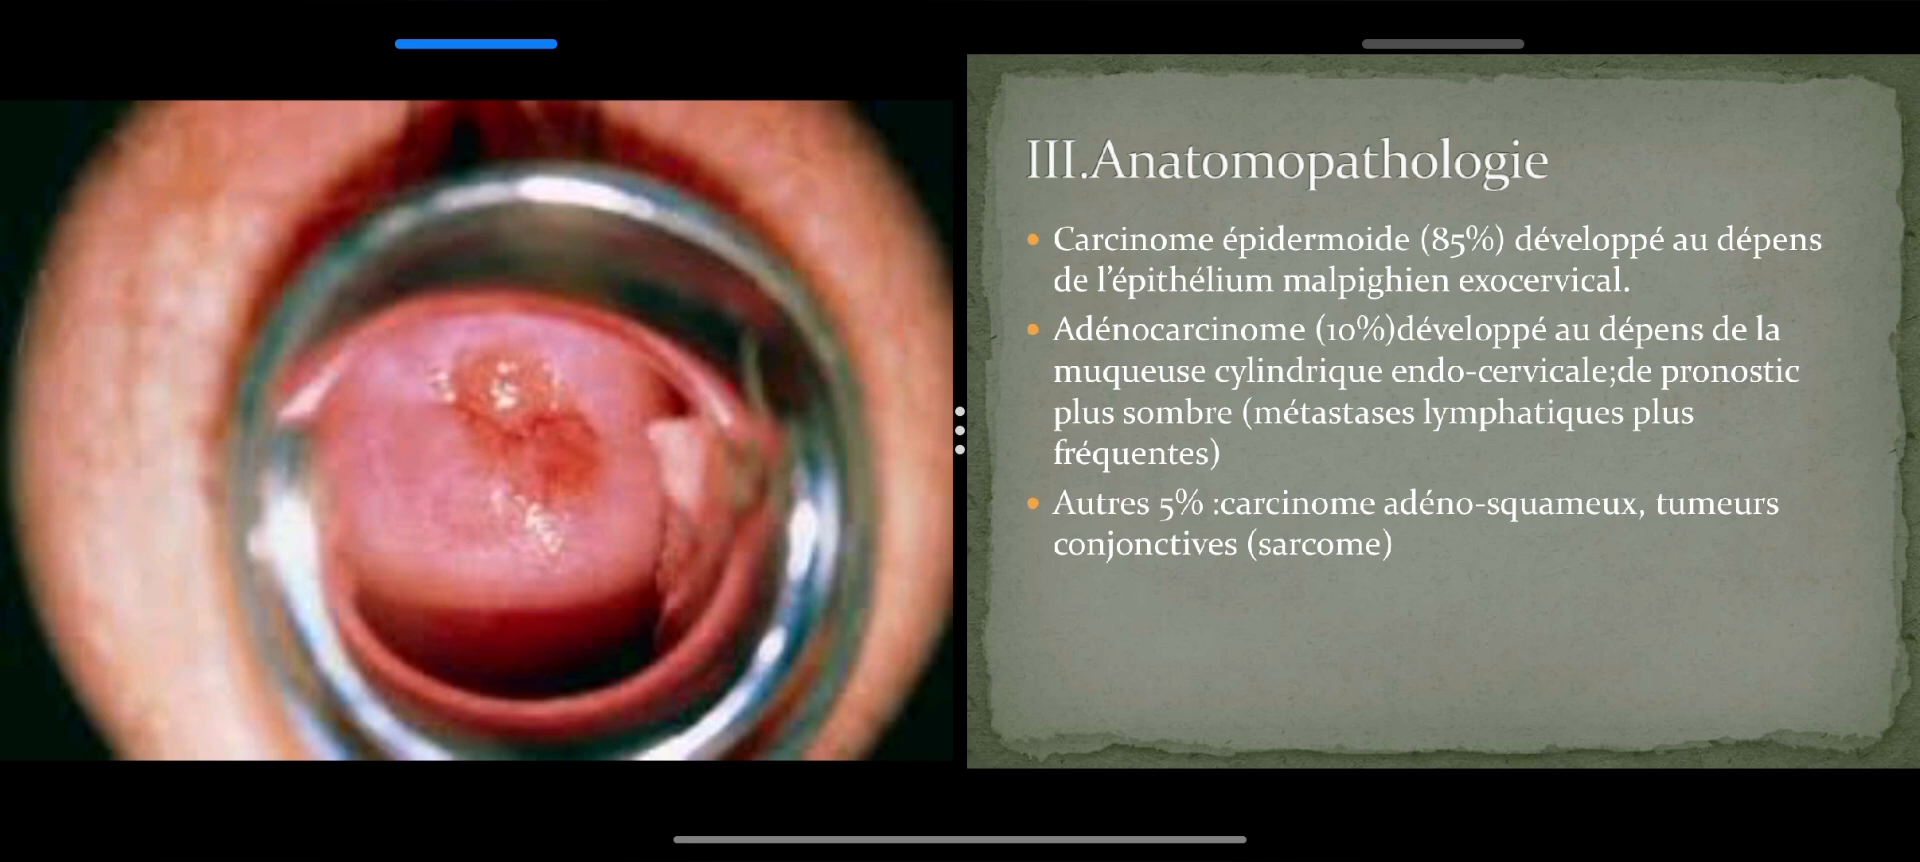 III.Anatomopathologie
Carcinome épidermoide (85%) développé au dépens
de l'épithélium malpighien exocervical.
Adénocarcinome (10%)développé au dépens de la
muqueuse cylindrique endo-cervicale;de pronostic
plus sombre (métastases lymphatiques plus
fréquentes)
Autres 5% :carcinome adéno-squameux, tumeurs
conjonctives (sarcome)